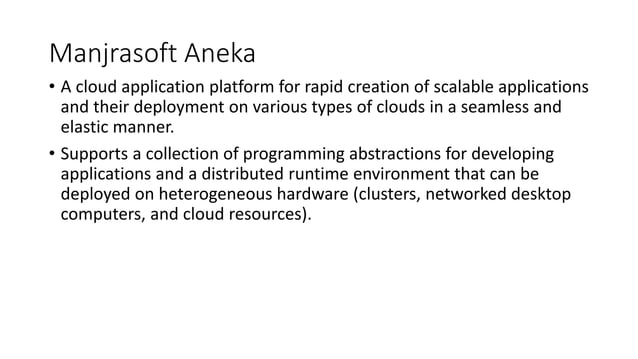 Manjrasoft Aneka
• A cloud application platform for rapid creation of scalable applications
and their deployment on various types of clouds in a seamless and
elastic manner.
• Supports a collection of programming abstractions for developing
applications and a distributed runtime environment that can be
deployed on heterogeneous hardware (clusters, networked desktop
computers, and cloud resources).